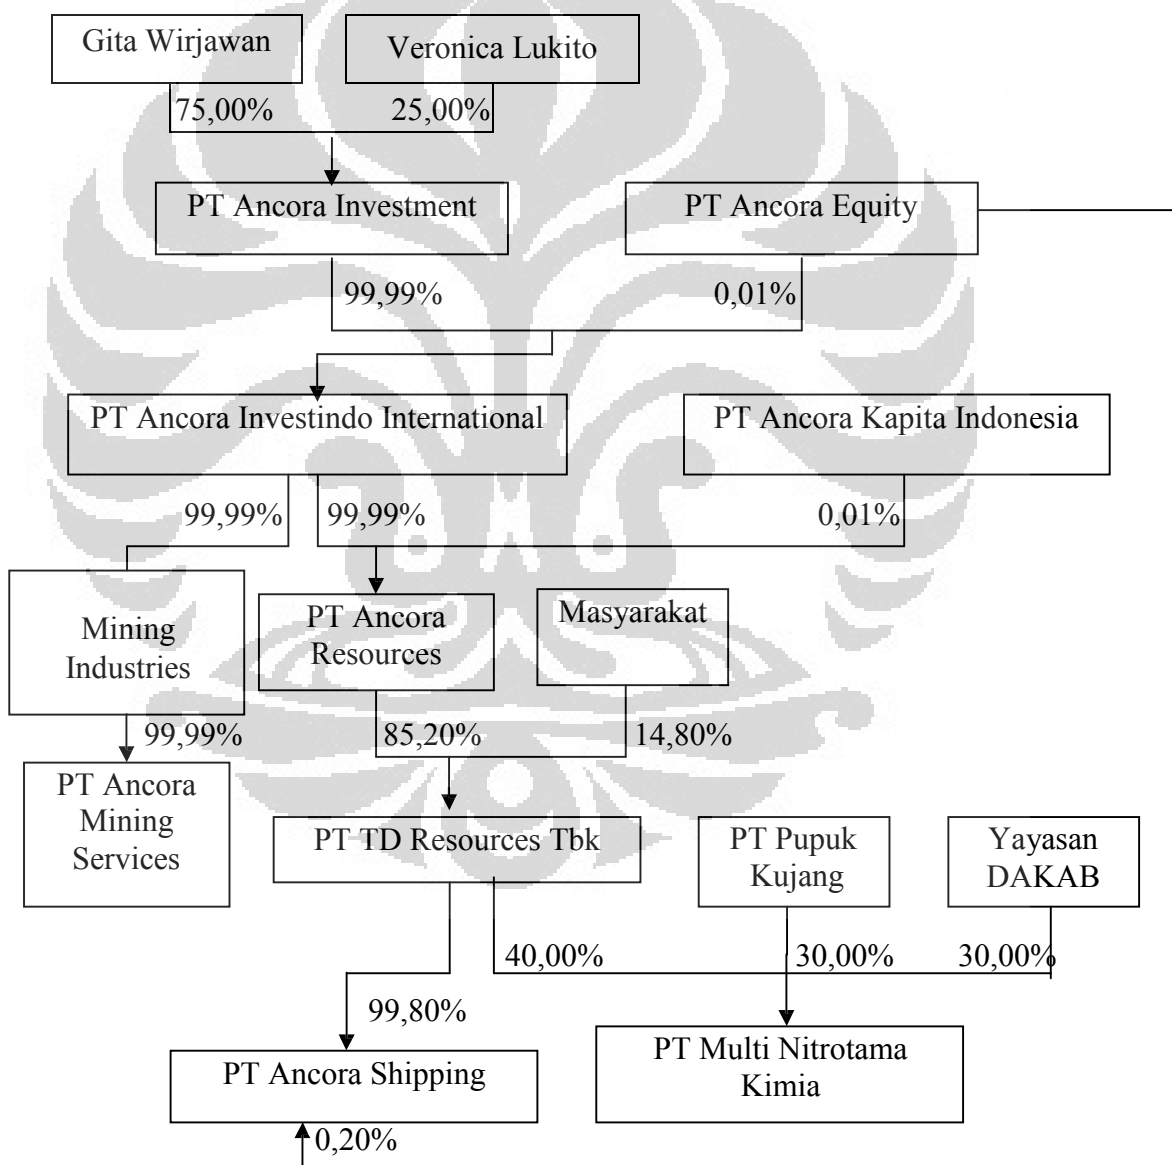 Gita Wirjawan
Veronica Lukito
75,00%
25,00%
PT Ancora Investment
PT Ancora Equity
99,99%
0,01%
PT Ancora Investindo International
PT Ancora Kapita Indonesia
99,99%
99,99%
0,01%
Mining
Industries
PT Ancora
Resources
Masyarakat
99,99%
85,20%
14,80%
PT Ancora
Mining
Services
PT TD Resources Tbk
PT Pupuk
Kujang
Yayasan
DAKAB
40,00%
30,00%
30,00%
99,80%
PT Ancora Shipping
PT Multi Nitrotama
Kimia
0,20%